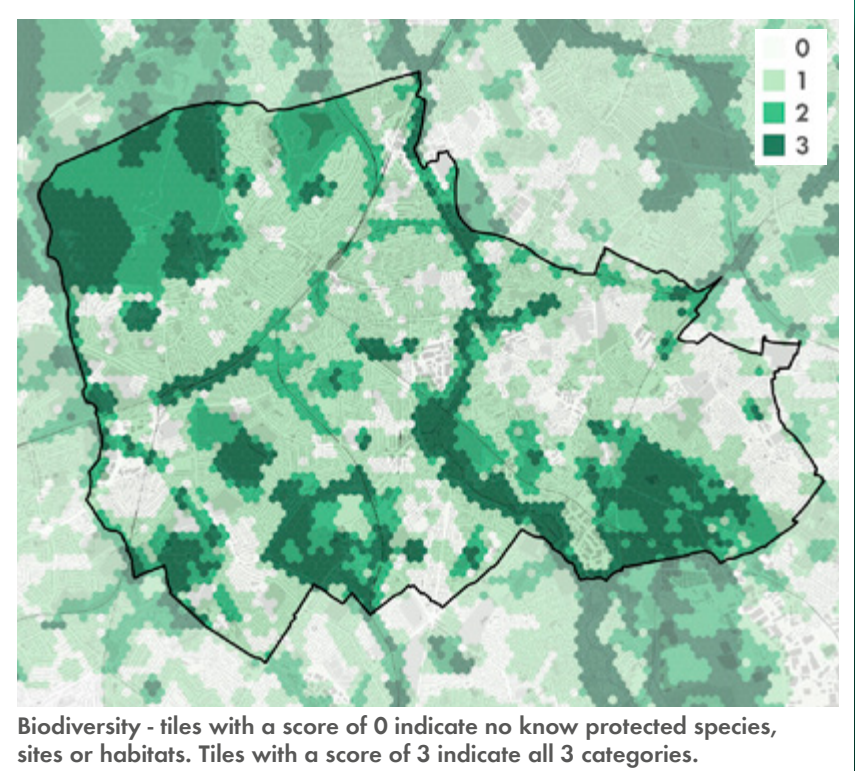 0
1
2
3
Biodiversity - tiles with a score of 0 indicate no know protected species,
sites or habitats. Tiles with a score of 3 indicate all 3 categories.